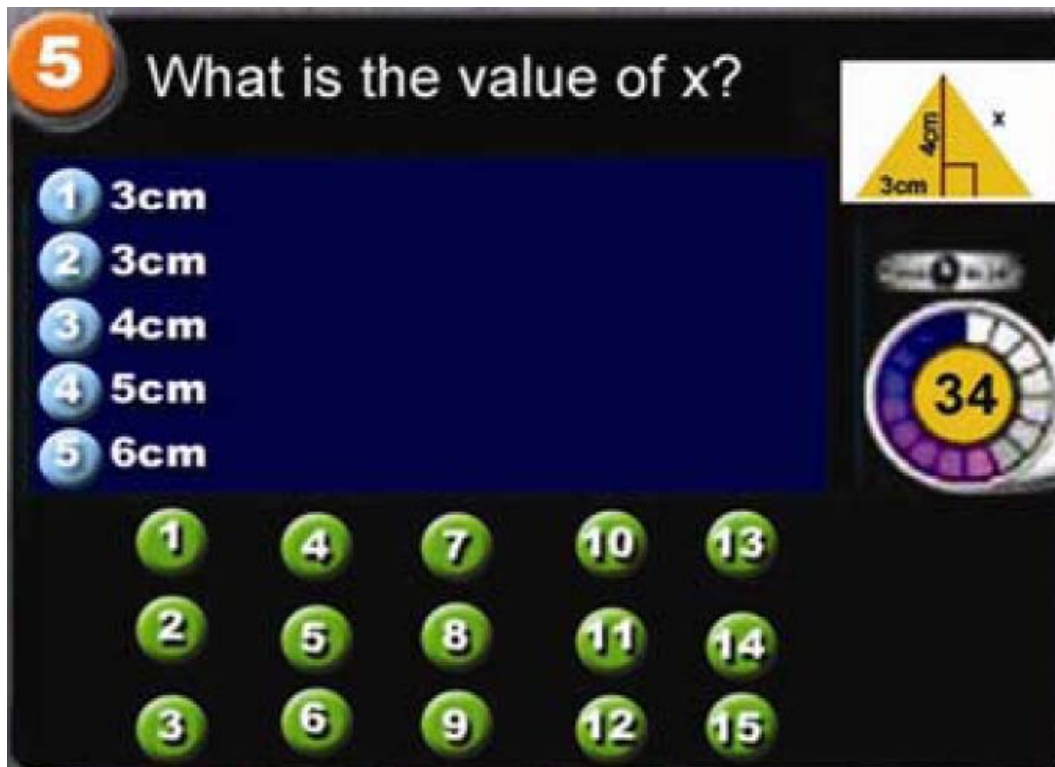 5 What is the value of x?
4cm
x
3cm
1 3cm
2 3cm
3 4cm
4 5cm
5 6cm
34
1 4 7 10 13
2 5 8 11 14
3 6 9 12 15